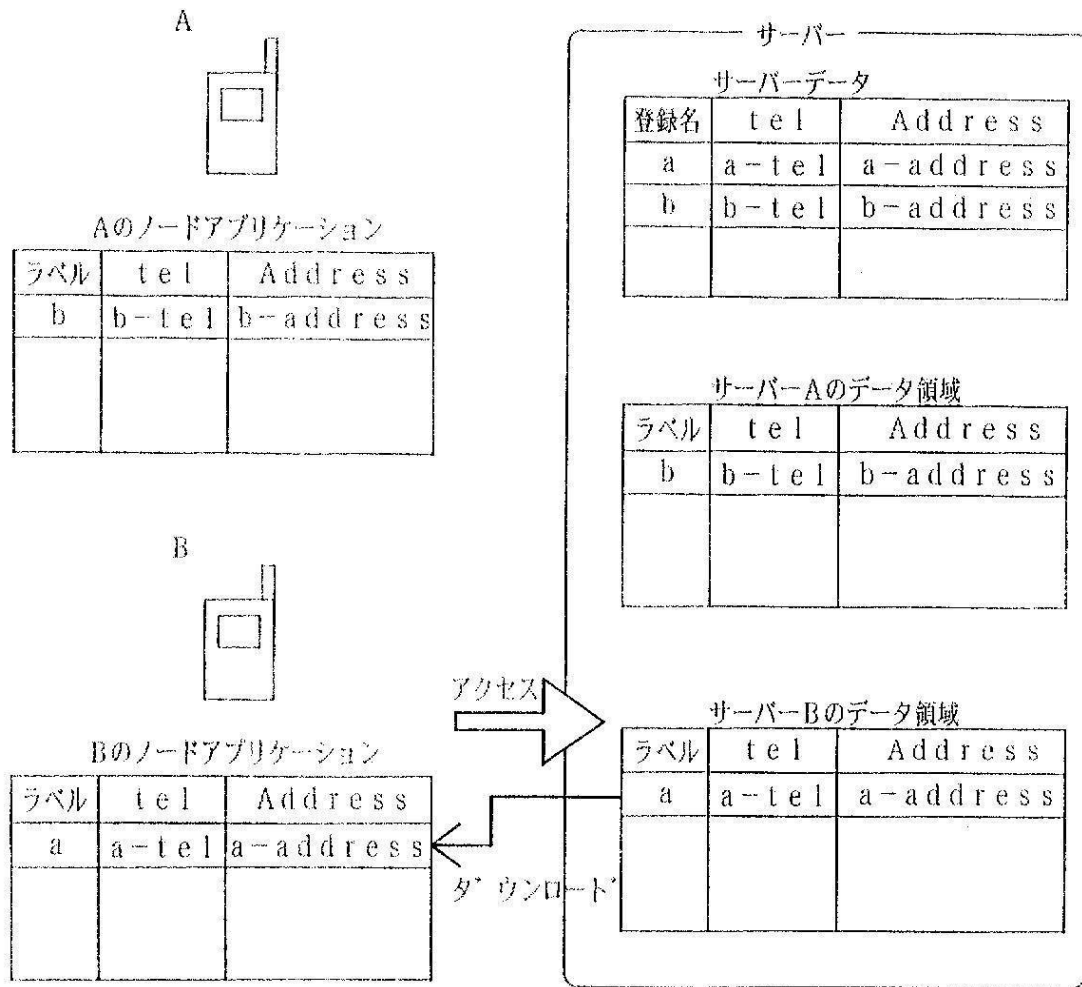 A
Aのノードアプリケーション
ラベル tel Address
b b-tel b-address
B
Bのノードアプリケーション
ラベル tel Address
a a-tel a-address
アクセス
ダウンロード
サーバー
サーバーデータ
登録名 tel Address
a a-tel a-address
b b-tel b-address
サーバーAのデータ領域
ラベル tel Address
b b-tel b-address
サーバーBのデータ領域
ラベル tel Address
a a-tel a-address